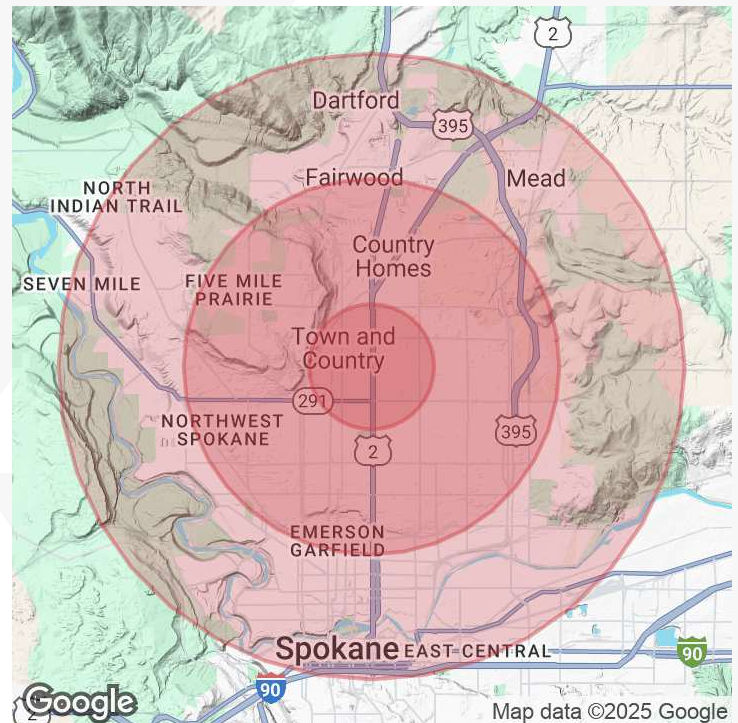 2
Dartford
395
Fairwood
Mead
NORTH
INDIAN TRAIL
Country
Homes
SEVEN MILE
FIVE MILE
PRAIRIE
Town and
Country
291
NORTHWEST
SPOKANE
395
2
EMERSON
GARFIELD
Spokane
EAST CENTRAL
90
90
2
Google
Map data ©2025 Google